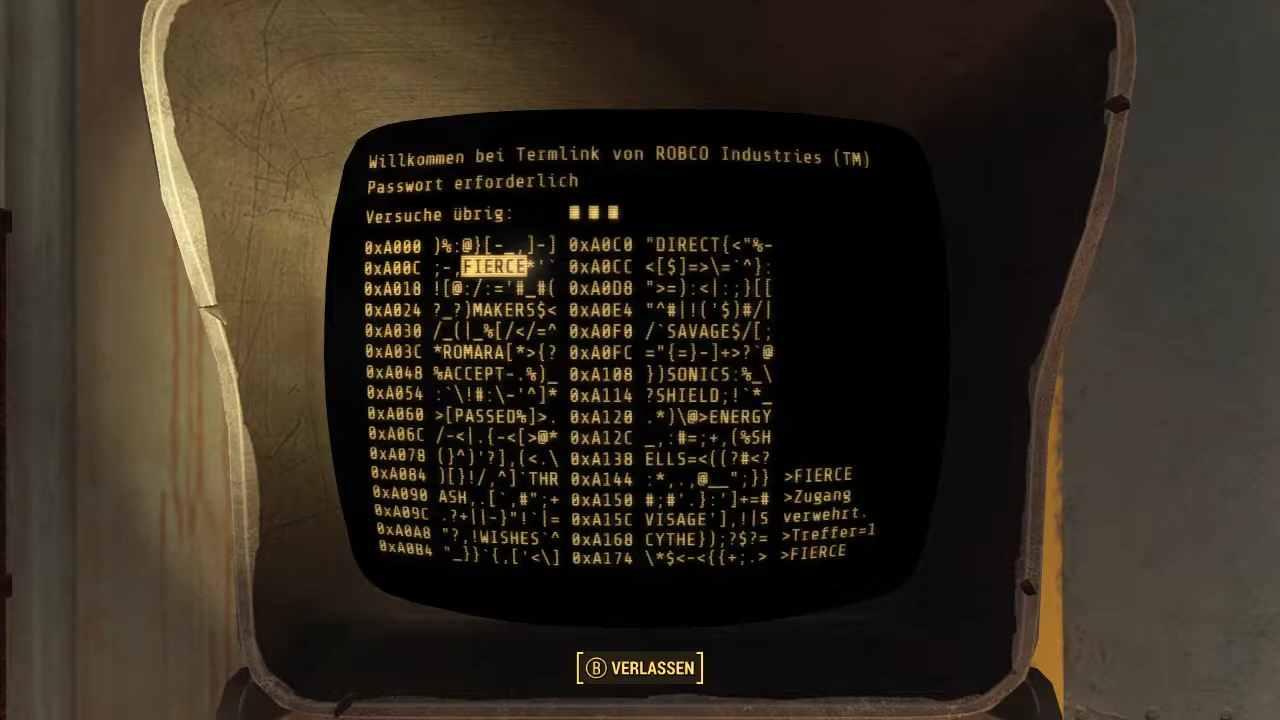 Willkommen bei Termlink von ROBCO Industries (TM)
Passwort erforderlich
Versuche übrig: ■ ■ ■
0xA000 )%:@}[-_,]-] 0xA0C0 "DIRECT{<"%-
0xA00C ;-,FIERCE*'` 0xA0CC <[$]=>\=`^}:
0xA018 ![@:/:='#_#( 0xA0D8 ">=):<|:;}[[
0xA024 ?_?)MAKERS$< 0xA0E4 "^#|!('$)#/|
0xA030 /_(|_%[/</=^ 0xA0F0 /`SAVAGE$/[;
0xA03C *ROMARA[*>{? 0xA0FC ="{=}-]+>?`@
0xA048 %ACCEPT-.%)_ 0xA108 })SONICS:%_\
0xA054 :`\!#:\-'^]* 0xA114 ?SHIELD;!`*_
0xA060 >[PASSED%]>. 0xA120 .*)\@>ENERGY
0xA06C /-<|.{-<[>@* 0xA12C _,:#=;+,(%SH
0xA078 (}^)'?],(<.\ 0xA138 ELLS=<((?#<?
0xA084 )[}!/,^]`THR 0xA144 :*,.,@__";}} >FIERCE
0xA090 ASH,.[`,#";+ 0xA150 #;#'.}:']+=# >Zugang
0xA09C .?+||-}"!`|= 0xA15C VISAGE'],!|S verwehrt.
0xA0A8 "?,!WISHES`^ 0xA168 CYTHE});?$?= >Treffer=1
0xA0B4 "_}}`{,['<\] 0xA174 \*$<-<{{+;.> >FIERCE
B VERLASSEN